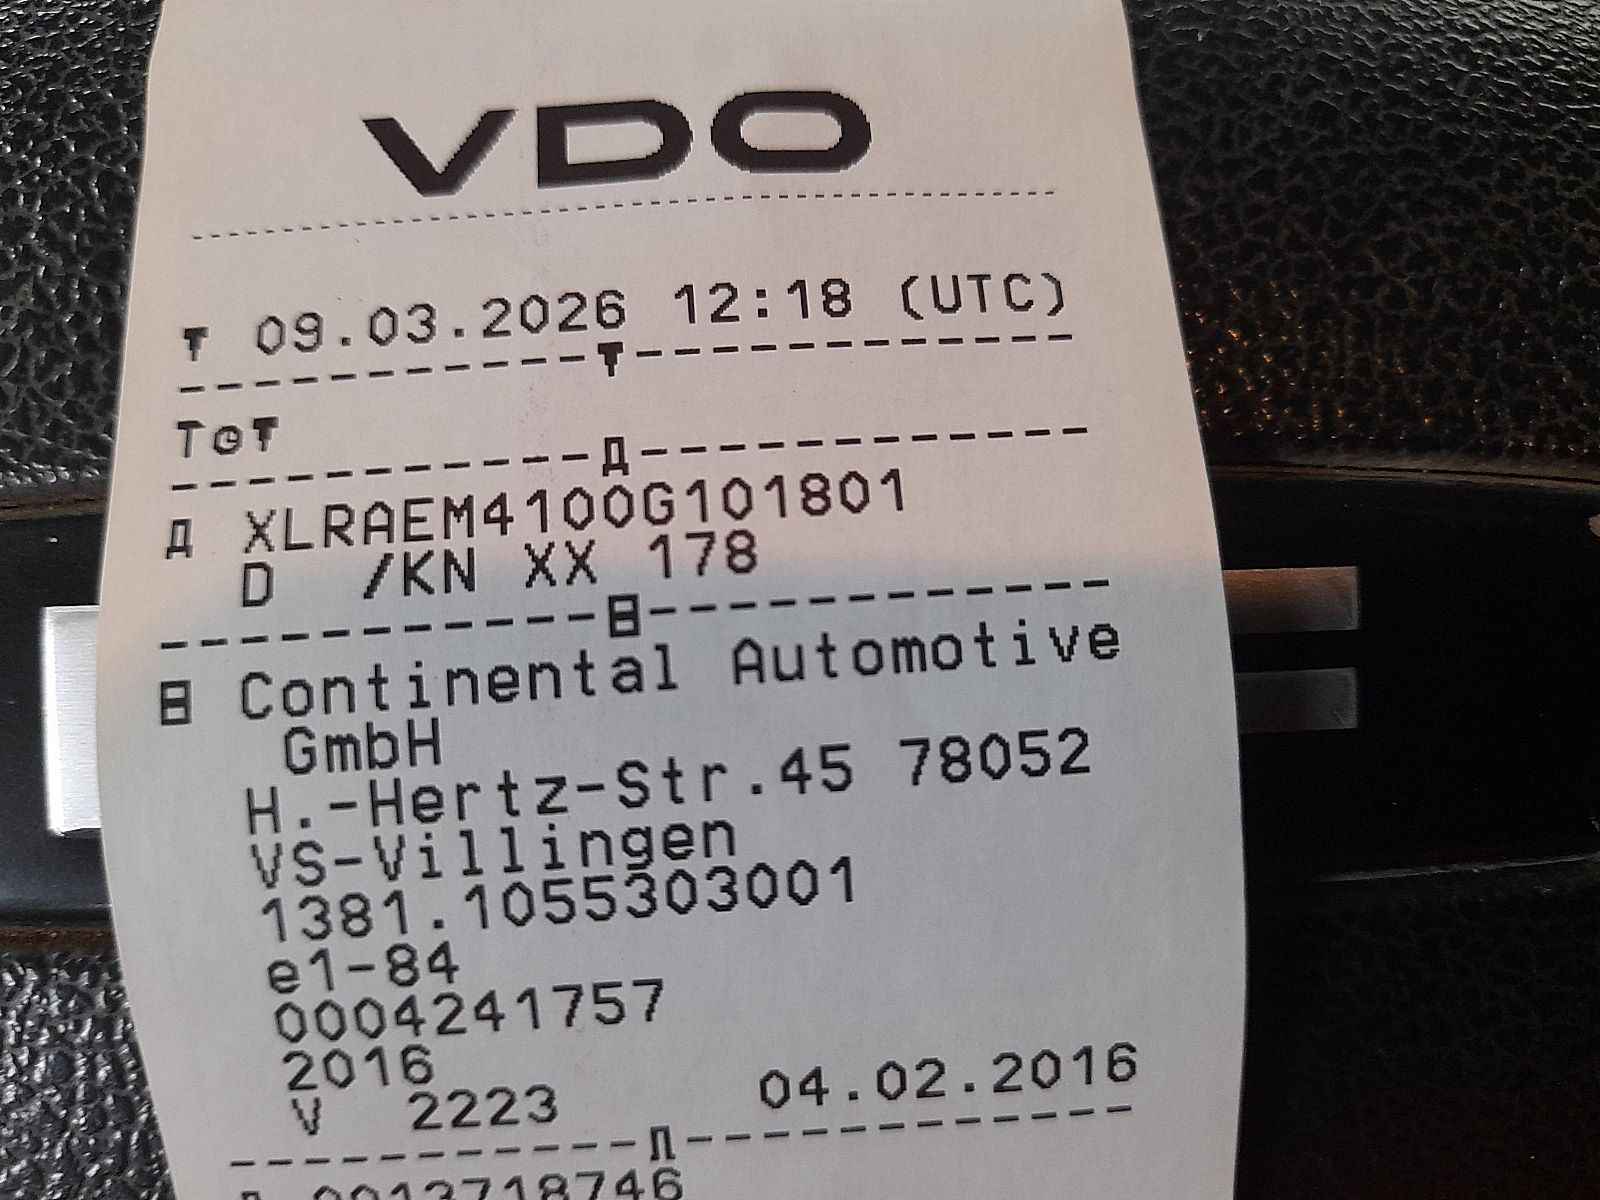 VDO
▼ 09.03.2026 12:18 (UTC)
T⊙▼
XLRAEM4100G101801
D /KN XX 178
Continental Automotive
GmbH
H.-Hertz-Str.45 78052
VS-Villingen
1381.1055303001
e1-84
0004241757
2016
V 2223 04.02.2016
0013718746